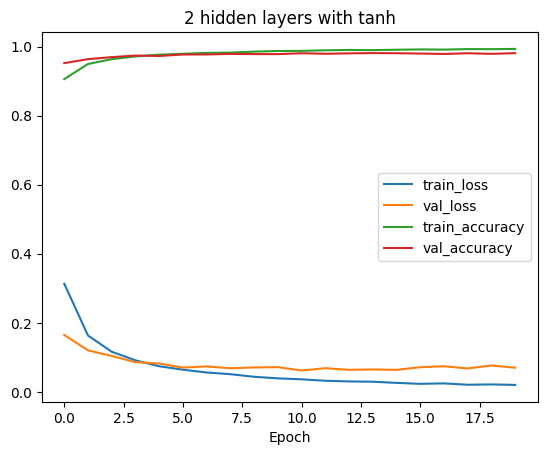 2 hidden layers with tanh
1.0
0.8
0.6
0.4
0.2
0.0
train_loss
val_loss
train_accuracy
val_accuracy
0.0 2.5 5.0 7.5 10.0 12.5 15.0 17.5
Epoch